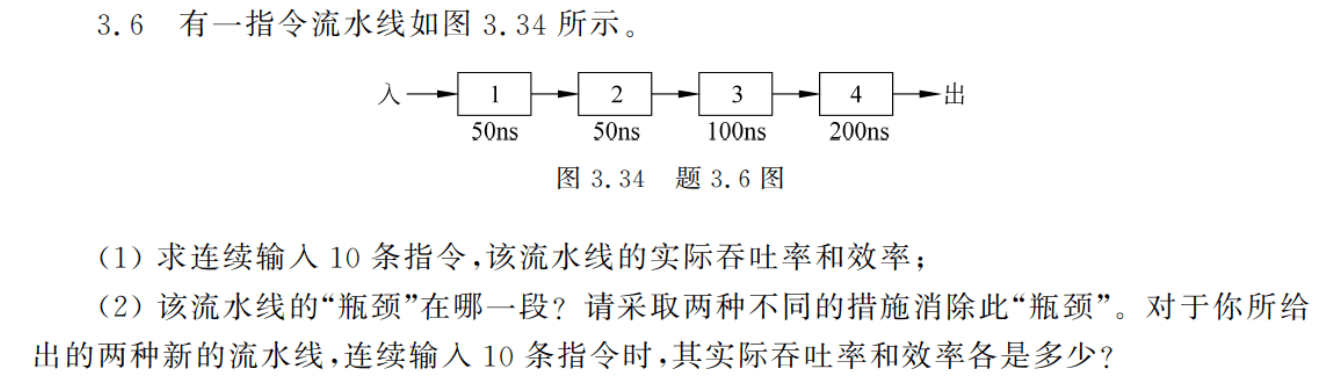 3.6 有一指令流水线如图 3.34 所示。
入 1 2 3 4 出
50ns 50ns 100ns 200ns
图 3.34 题 3.6 图
(1) 求连续输入 10 条指令,该流水线的实际吞吐率和效率;
(2) 该流水线的“瓶颈”在哪一段? 请采取两种不同的措施消除此“瓶颈”。对于你所给
出的两种新的流水线,连续输入 10 条指令时,其实际吞吐率和效率各是多少?